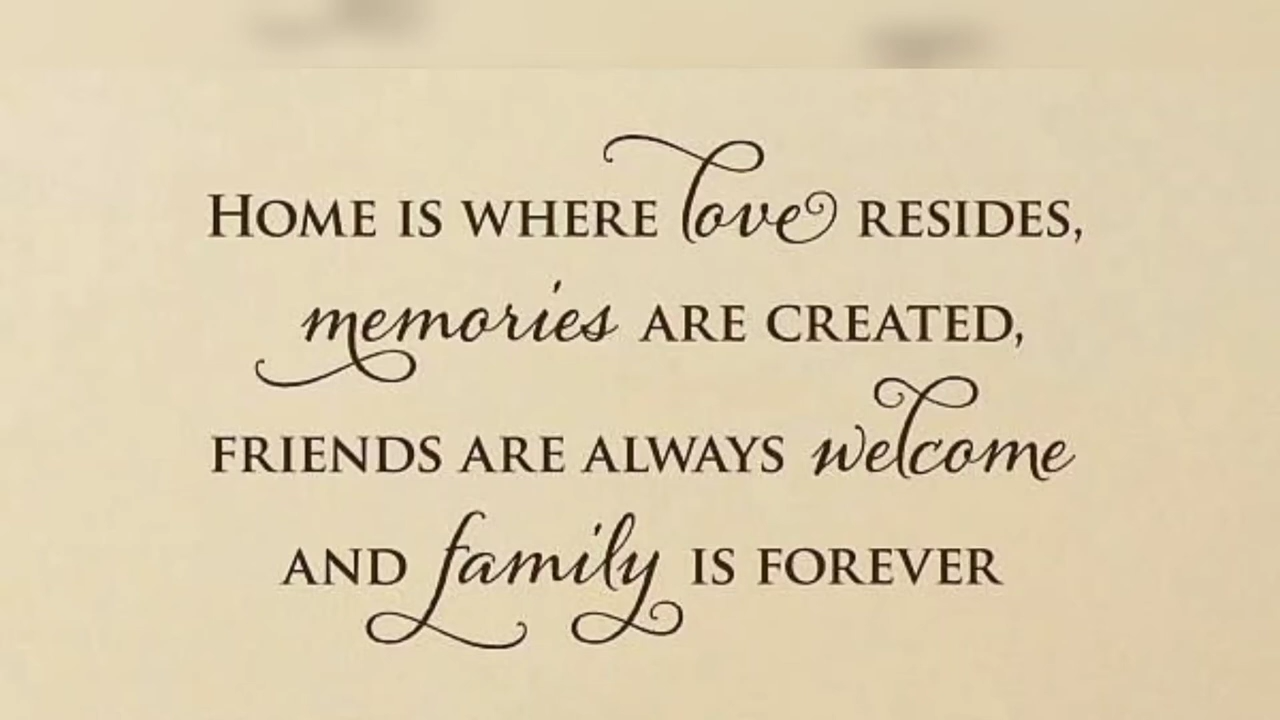 HOME IS WHERE love RESIDES,
memories ARE CREATED,
FRIENDS ARE ALWAYS welcome
AND family IS FOREVER